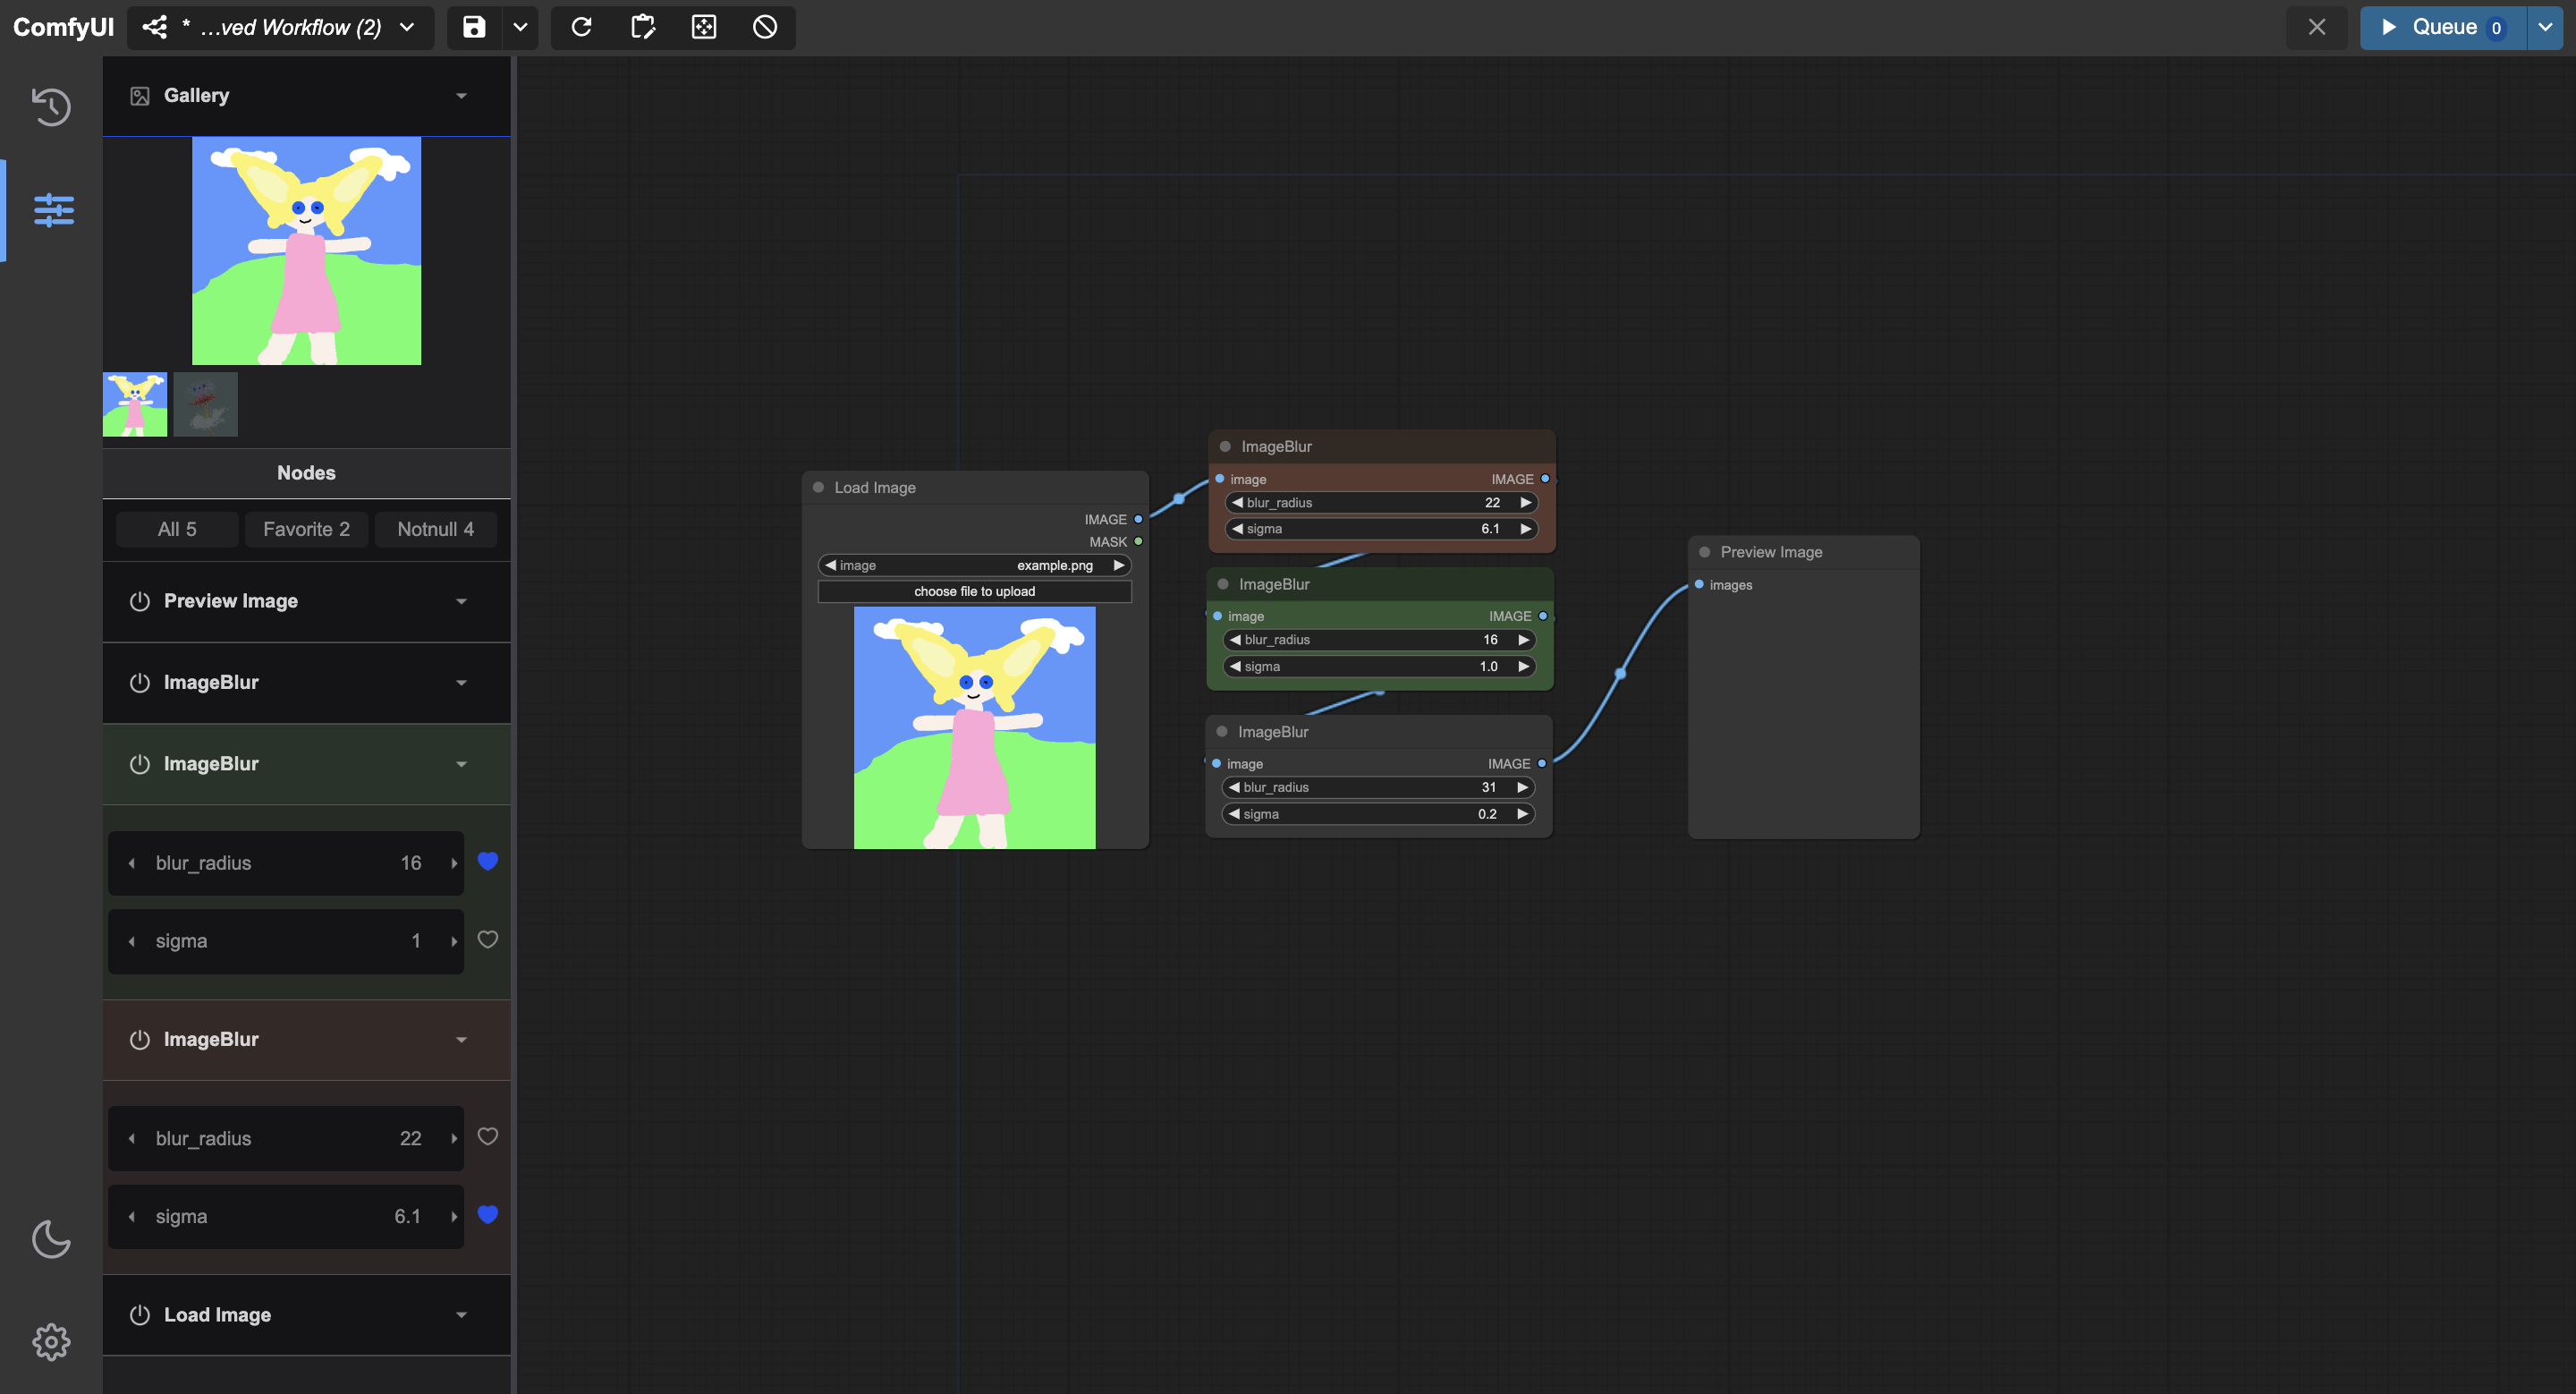 ComfyUI
* ...ved Workflow (2)
Queue 0
Gallery
Nodes
All 5
Favorite 2
Notnull 4
Preview Image
ImageBlur
ImageBlur
blur_radius 16
sigma 1
ImageBlur
blur_radius 22
sigma 6.1
Load Image
Load Image
IMAGE
MASK
image example.png
choose file to upload
ImageBlur
image IMAGE
blur_radius 22
sigma 6.1
ImageBlur
image IMAGE
blur_radius 16
sigma 1.0
ImageBlur
image IMAGE
blur_radius 31
sigma 0.2
Preview Image
images